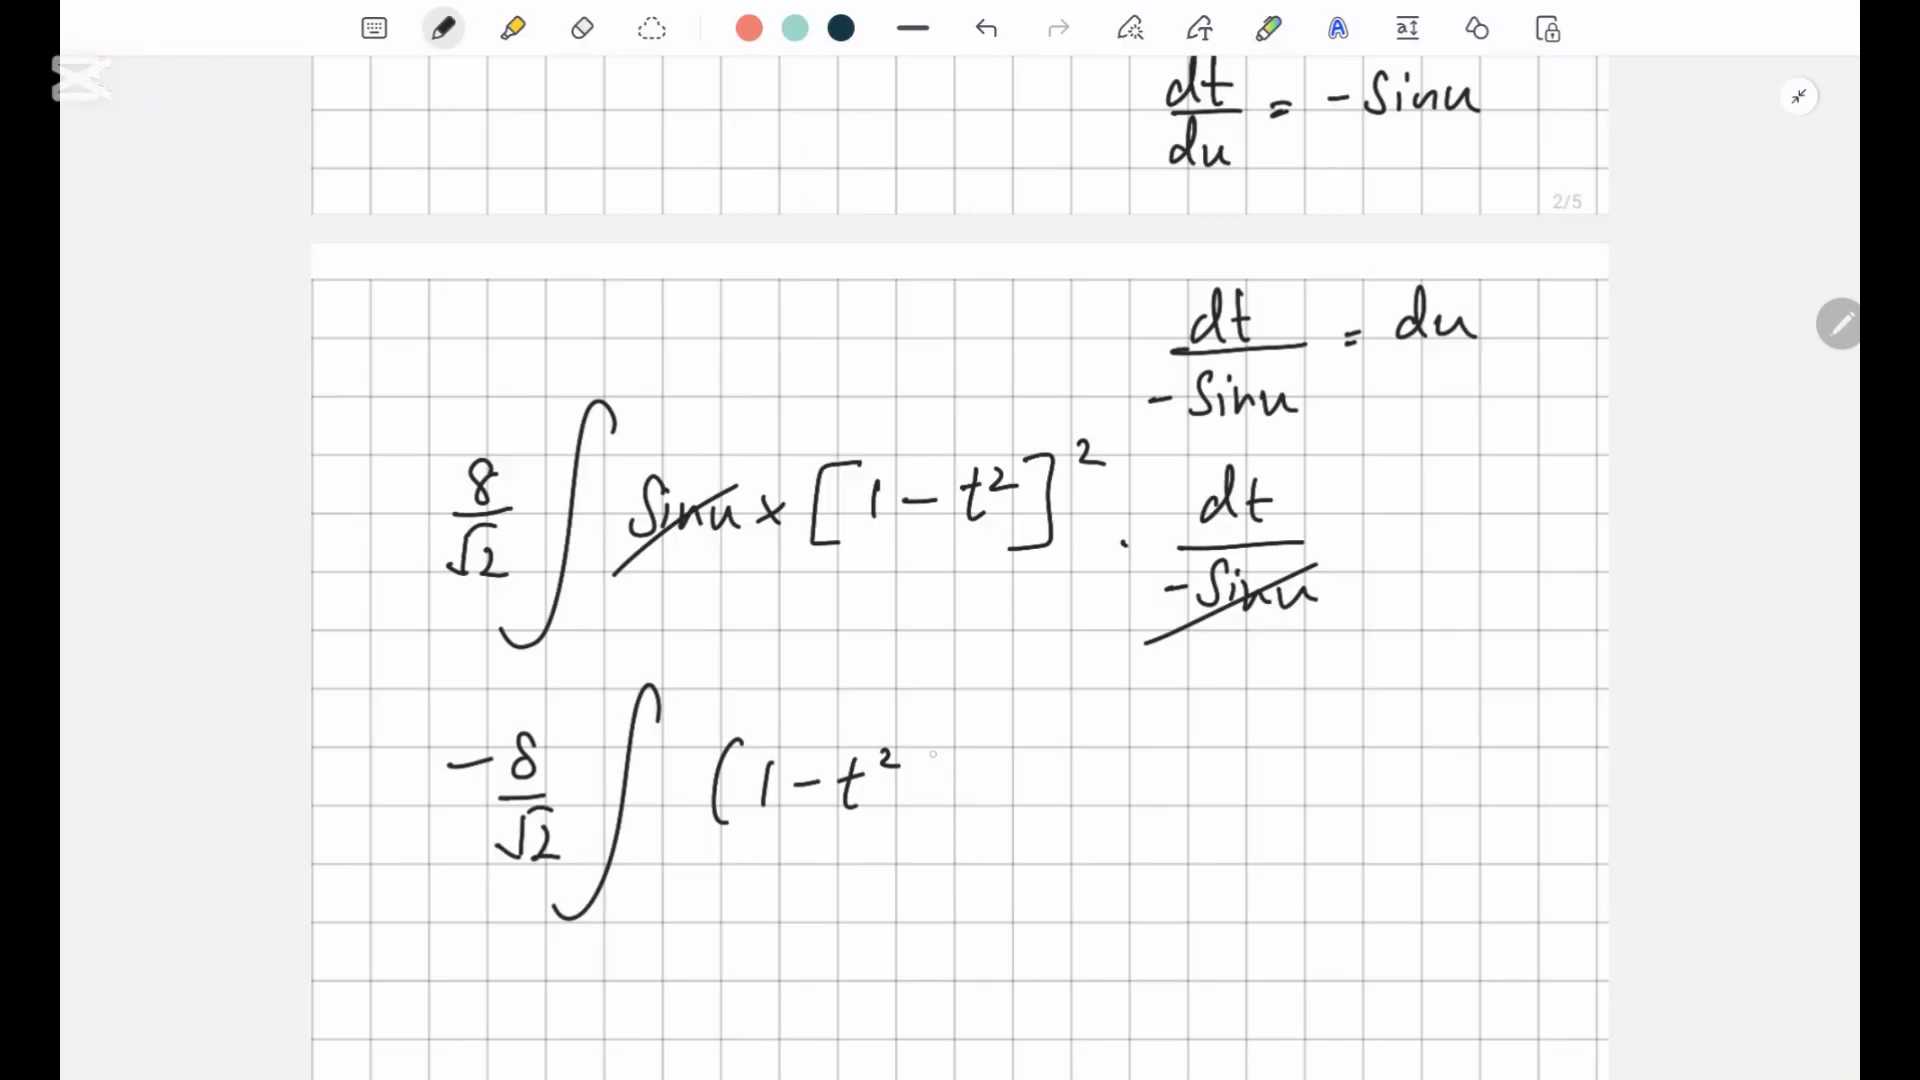 dt/du = - Sinu
2/5
dt/-Sinu = du
8/√2 ∫ Sinu x [1 - t²]² . dt/-Sinu
-8/√2 ∫ (1 - t²